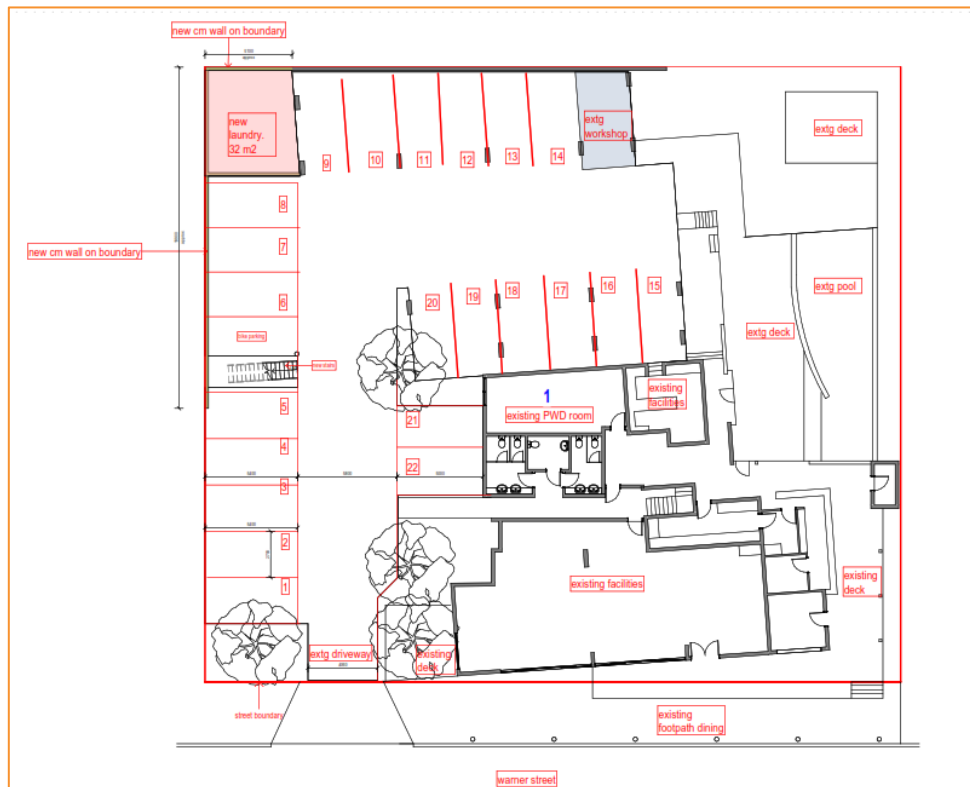 new cm wall on boundary
new
laundry.
32 m2
extg
workshop
extg deck
9
10
11
12
13
14
8
7
new cm wall on boundary
6
bike parking
new stairs
20
19
18
17
16
15
extg pool
extg deck
5
4
3
2
1
21
22
1
existing PWD room
existing
facilities
existing facilities
existing
deck
extg driveway
existing
deck
street boundary
existing
footpath dining
warner street